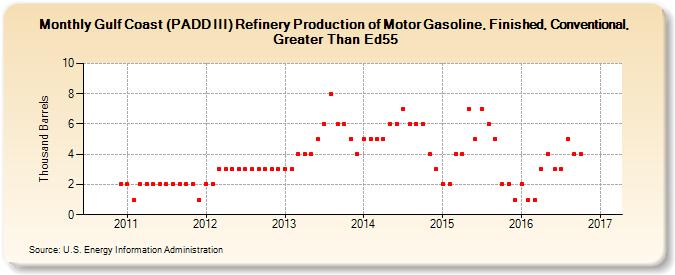 Monthly Gulf Coast (PADD III) Refinery Production of Motor Gasoline, Finished, Conventional,
Greater Than Ed55
Thousand Barrels
10
8
6
4
2
0
2011 2012 2013 2014 2015 2016 2017
Source: U.S. Energy Information Administration